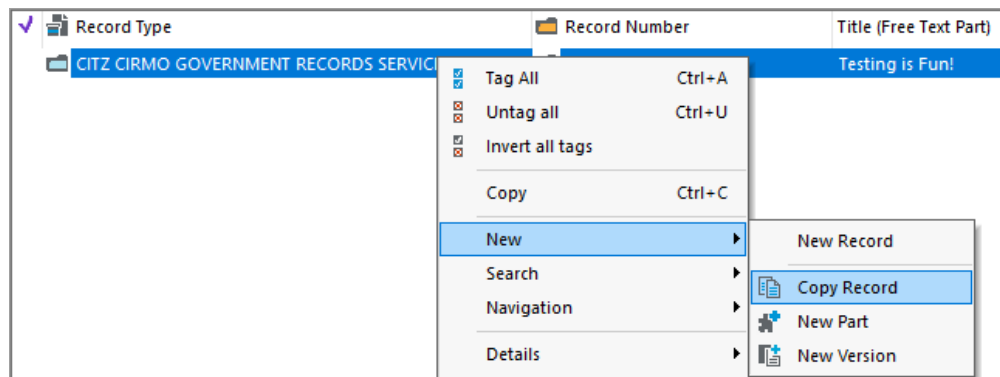 Record Type Record Number Title (Free Text Part)
CITZ CIRMO GOVERNMENT RECORDS Testing is Fun!
Tag All Ctrl+A
Untag all Ctrl+U
Invert all tags
Copy Ctrl+C
New New Record
Search Copy Record
Navigation New Part
Details New Version